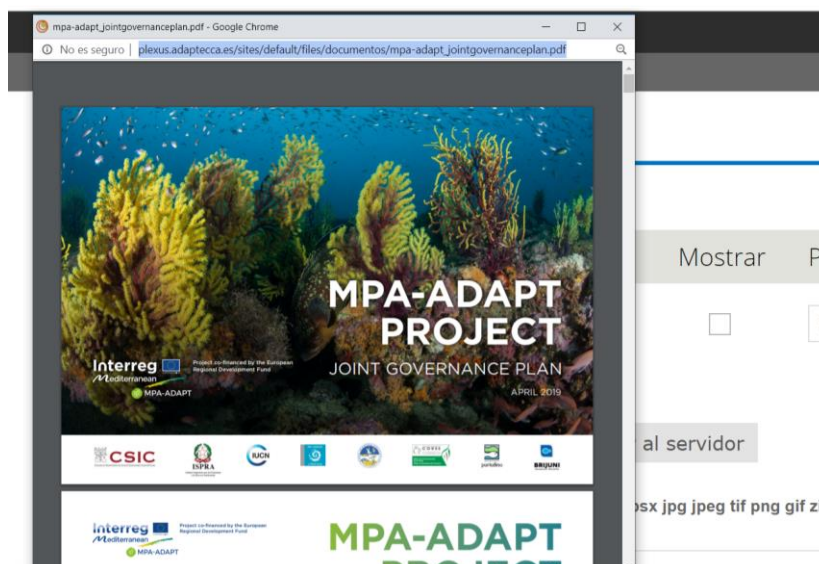 mpa-adapt_jointgovernanceplan.pdf - Google Chrome
No es seguro | plexus.adaptecca.es/sites/default/files/documentos/mpa-adapt_jointgovernanceplan.pdf
MPA-ADAPT
PROJECT
JOINT GOVERNANCE PLAN
APRIL 2019
Interreg
Mediterranean
MPA-ADAPT
Project co-financed by the European
Regional Development Fund
CSIC
ISPRA
IUCN
portofino
BRIJUNI
Interreg
Mediterranean
MPA-ADAPT
Project co-financed by the European
Regional Development Fund
MPA-ADAPT
PROJECT
Mostrar
al servidor
jpg jpeg tif png gif